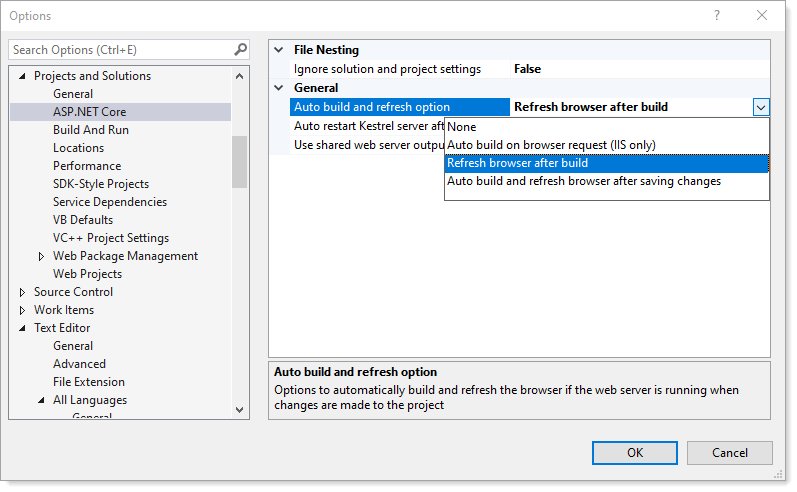 Options
Search Options (Ctrl+E)
Projects and Solutions
General
ASP.NET Core
Build And Run
Locations
Performance
SDK-Style Projects
Service Dependencies
VB Defaults
VC++ Project Settings
Web Package Management
Web Projects
Source Control
Work Items
Text Editor
General
Advanced
File Extension
All Languages
General
File Nesting
Ignore solution and project settings False
General
Auto build and refresh option Refresh browser after build
Auto restart Kestrel server
Use shared web server
None
Auto build on browser request (IIS only)
Refresh browser after build
Auto build and refresh browser after saving changes
Auto build and refresh option
Options to automatically build and refresh the browser if the web server is running when
changes are made to the project
OK Cancel